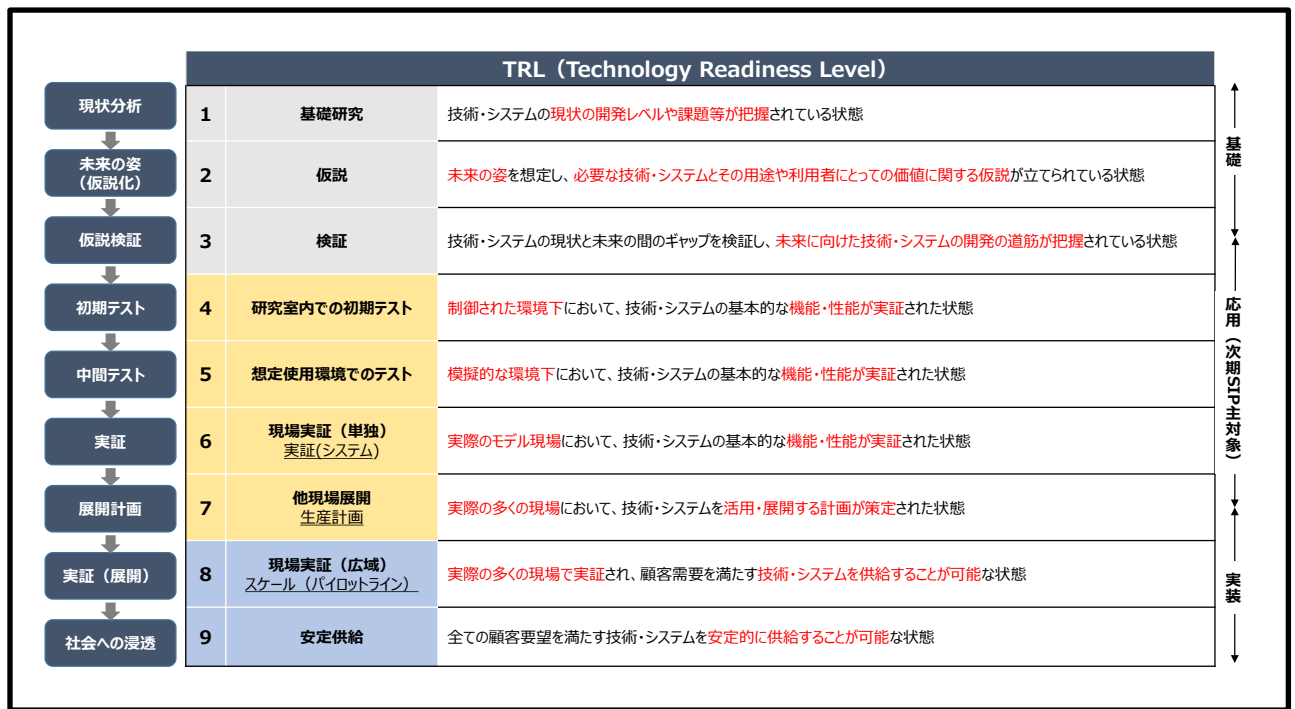 TRL（Technology Readiness Level）
現状分析
1
基礎研究
技術・システムの現状の開発レベルや課題等が把握されている状態
未来の姿
（仮説化）
2
仮説
未来の姿を想定し、必要な技術・システムとその用途や利用者にとっての価値に関する仮説が立てられている状態
仮説検証
3
検証
技術・システムの現状と未来の間のギャップを検証し、未来に向けた技術・システムの開発の道筋が把握されている状態
初期テスト
4
研究室内での初期テスト
制御された環境下において、技術・システムの基本的な機能・性能が実証された状態
中間テスト
5
想定使用環境でのテスト
模擬的な環境下において、技術・システムの基本的な機能・性能が実証された状態
実証
6
現場実証（単独）
実証(システム)
実際のモデル現場において、技術・システムの基本的な機能・性能が実証された状態
展開計画
7
他現場展開
生産計画
実際の多くの現場において、技術・システムを活用・展開する計画が策定された状態
実証（展開）
8
現場実証（広域）
スケール（パイロットライン）
実際の多くの現場で実証され、顧客需要を満たす技術・システムを供給することが可能な状態
社会への浸透
9
安定供給
全ての顧客要望を満たす技術・システムを安定的に供給することが可能な状態
基礎
応用（次期SIP主対象）
実装